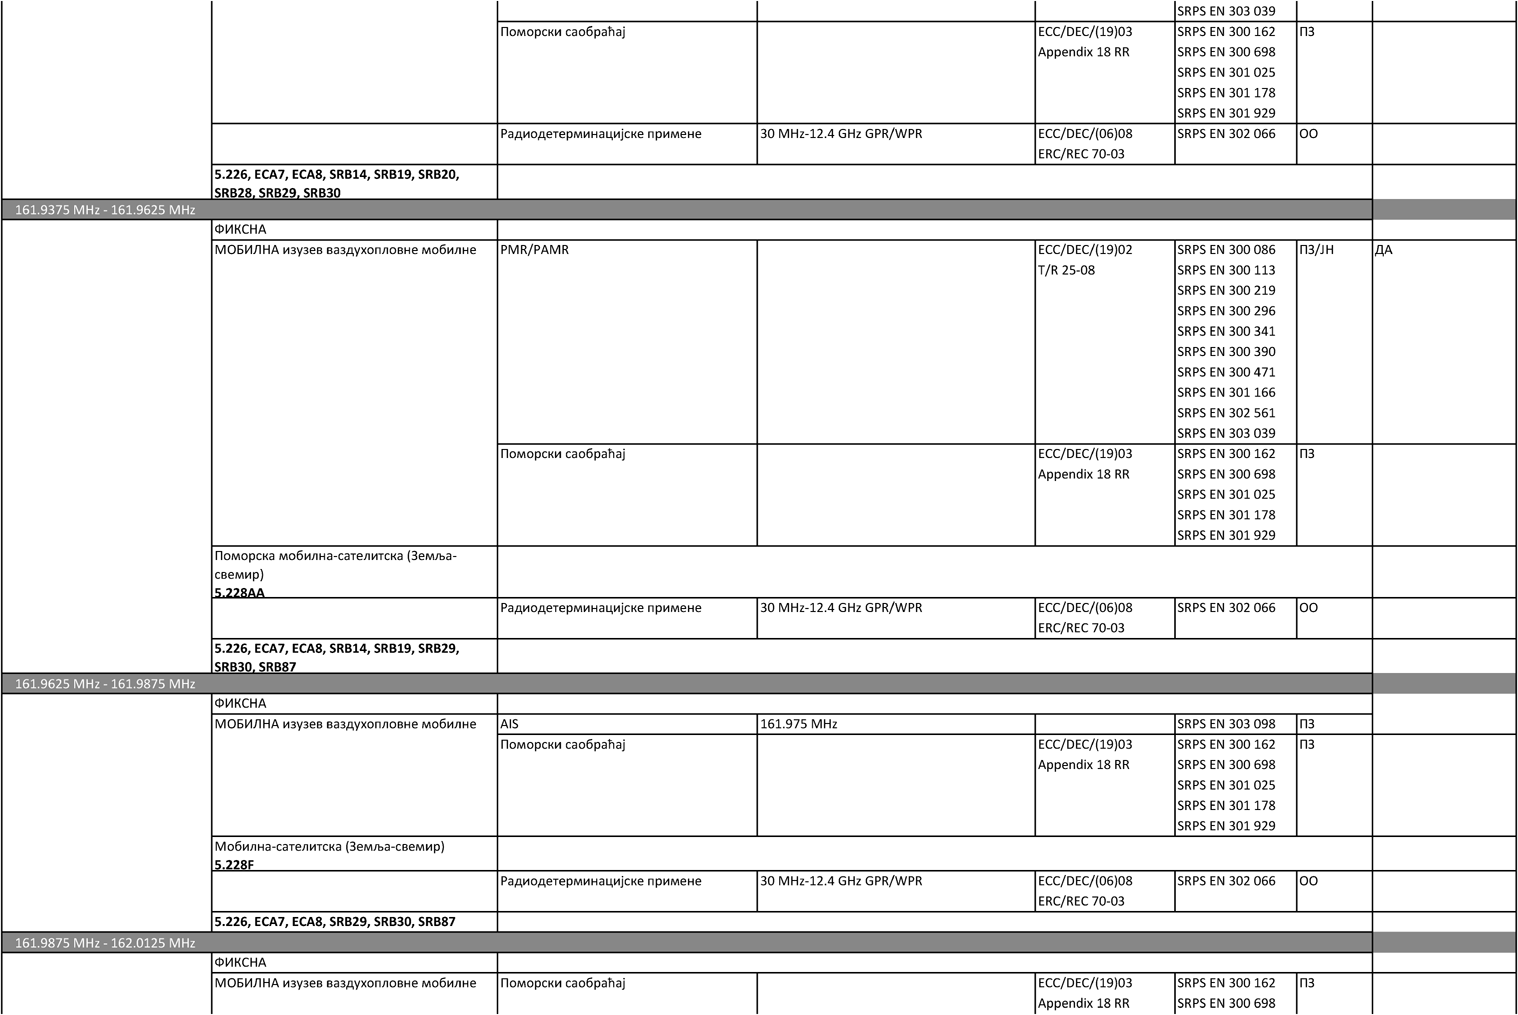 SRPS EN 303 039
Поморски саобраћај ECC/DEC/(19)03 SRPS EN 300 162 ПЗ
Appendix 18 RR SRPS EN 300 698
SRPS EN 301 025
SRPS EN 301 178
SRPS EN 301 929
Радиодетерминацијске примене 30 MHz-12.4 GHz GPR/WPR ECC/DEC/(06)08 SRPS EN 302 066 ОО
ERC/REC 70-03
5.226, ECA7, ECA8, SRB14, SRB19, SRB20,
SRB28, SRB29, SRB30
161.9375 MHz - 161.9625 MHz
ФИКСНА
МОБИЛНА изузев ваздухопловне мобилне PMR/PAMR ECC/DEC/(19)02 SRPS EN 300 086 ПЗ/ЈН ДА
T/R 25-08 SRPS EN 300 113
SRPS EN 300 219
SRPS EN 300 296
SRPS EN 300 341
SRPS EN 300 390
SRPS EN 300 471
SRPS EN 301 166
SRPS EN 302 561
SRPS EN 303 039
Поморски саобраћај ECC/DEC/(19)03 SRPS EN 300 162 ПЗ
Appendix 18 RR SRPS EN 300 698
SRPS EN 301 025
SRPS EN 301 178
SRPS EN 301 929
Поморска мобилна-сателитска (Земља-
свемир)
5.228AA
Радиодетерминацијске примене 30 MHz-12.4 GHz GPR/WPR ECC/DEC/(06)08 SRPS EN 302 066 ОО
ERC/REC 70-03
5.226, ECA7, ECA8, SRB14, SRB19, SRB29,
SRB30, SRB87
161.9625 MHz - 161.9875 MHz
ФИКСНА
МОБИЛНА изузев ваздухопловне мобилне AIS 161.975 MHz SRPS EN 303 098 ПЗ
Поморски саобраћај ECC/DEC/(19)03 SRPS EN 300 162 ПЗ
Appendix 18 RR SRPS EN 300 698
SRPS EN 301 025
SRPS EN 301 178
SRPS EN 301 929
Мобилна-сателитска (Земља-свемир)
5.228F
Радиодетерминацијске примене 30 MHz-12.4 GHz GPR/WPR ECC/DEC/(06)08 SRPS EN 302 066 ОО
ERC/REC 70-03
5.226, ECA7, ECA8, SRB29, SRB30, SRB87
161.9875 MHz - 162.0125 MHz
ФИКСНА
МОБИЛНА изузев ваздухопловне мобилне Поморски саобраћај ECC/DEC/(19)03 SRPS EN 300 162 ПЗ
Appendix 18 RR SRPS EN 300 698